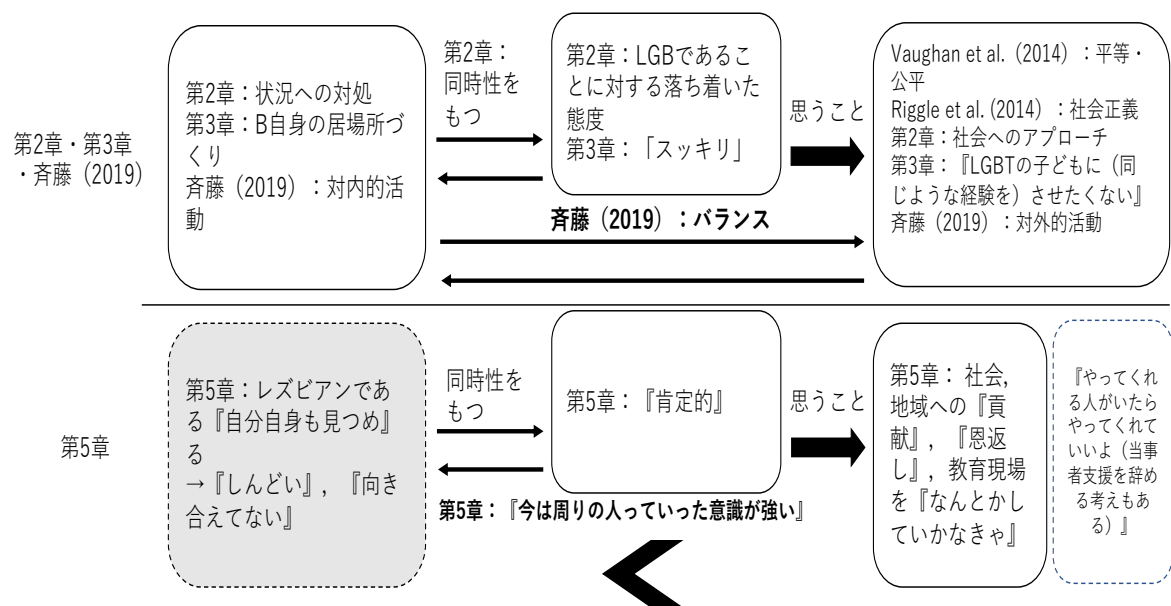 第2章・第3章
・斉藤（2019）
第2章：状況への対処
第3章：B自身の居場所づ
くり
斉藤（2019）：対内的活
動
第2章：
同時性を
もつ
第2章：LGBであるこ
とに対する落ち着いた
態度
第3章：「スッキリ」
思うこと
Vaughan et al.（2014）：平等・
公平
Riggle et al.（2014）：社会正義
第2章：社会へのアプローチ
第3章：『LGBTの子どもに（同
じような経験を）させたくない』
斉藤（2019）：対外的活動
斉藤（2019）：バランス
第5章
第5章：レズビアンであ
る『自分自身も見つめ』
る
→『しんどい』，『向き
合えてない』
同時性を
もつ
第5章：『肯定的』
思うこと
第5章： 社会,
地域への『貢
献』，『恩返
し』，教育現場
を『なんとかし
ていかなきゃ』
『やってくれ
る人がいたら
やってくれて
いいよ（当事
者支援を辞め
る考えもあ
る）』
第5章：『今は周りの人っていった意識が強い』